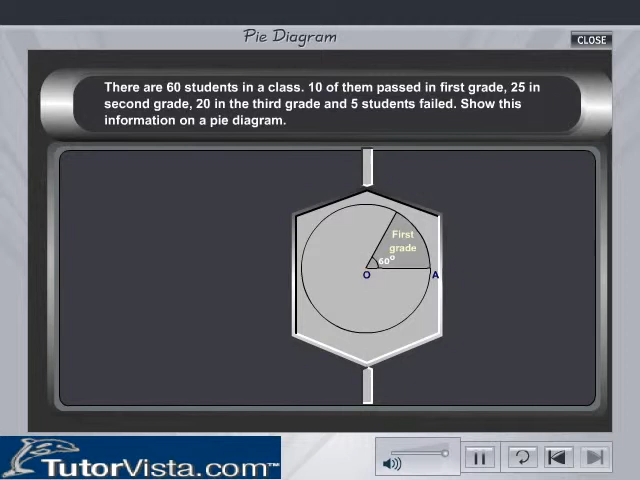 Pie Diagram
CLOSE
There are 60 students in a class. 10 of them passed in first grade, 25 in
second grade, 20 in the third grade and 5 students failed. Show this
information on a pie diagram.
First
grade
60°
O
A
TutorVista.com™